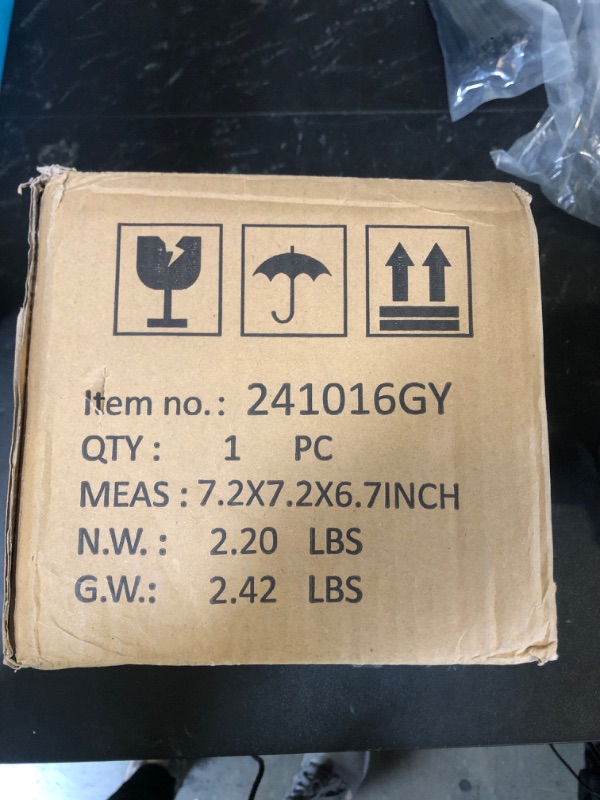 Item no.: 241016GY
QTY: 1 PC
MEAS: 7.2X7.2X6.7INCH
N.W.: 2.20 LBS
G.W.: 2.42 LBS